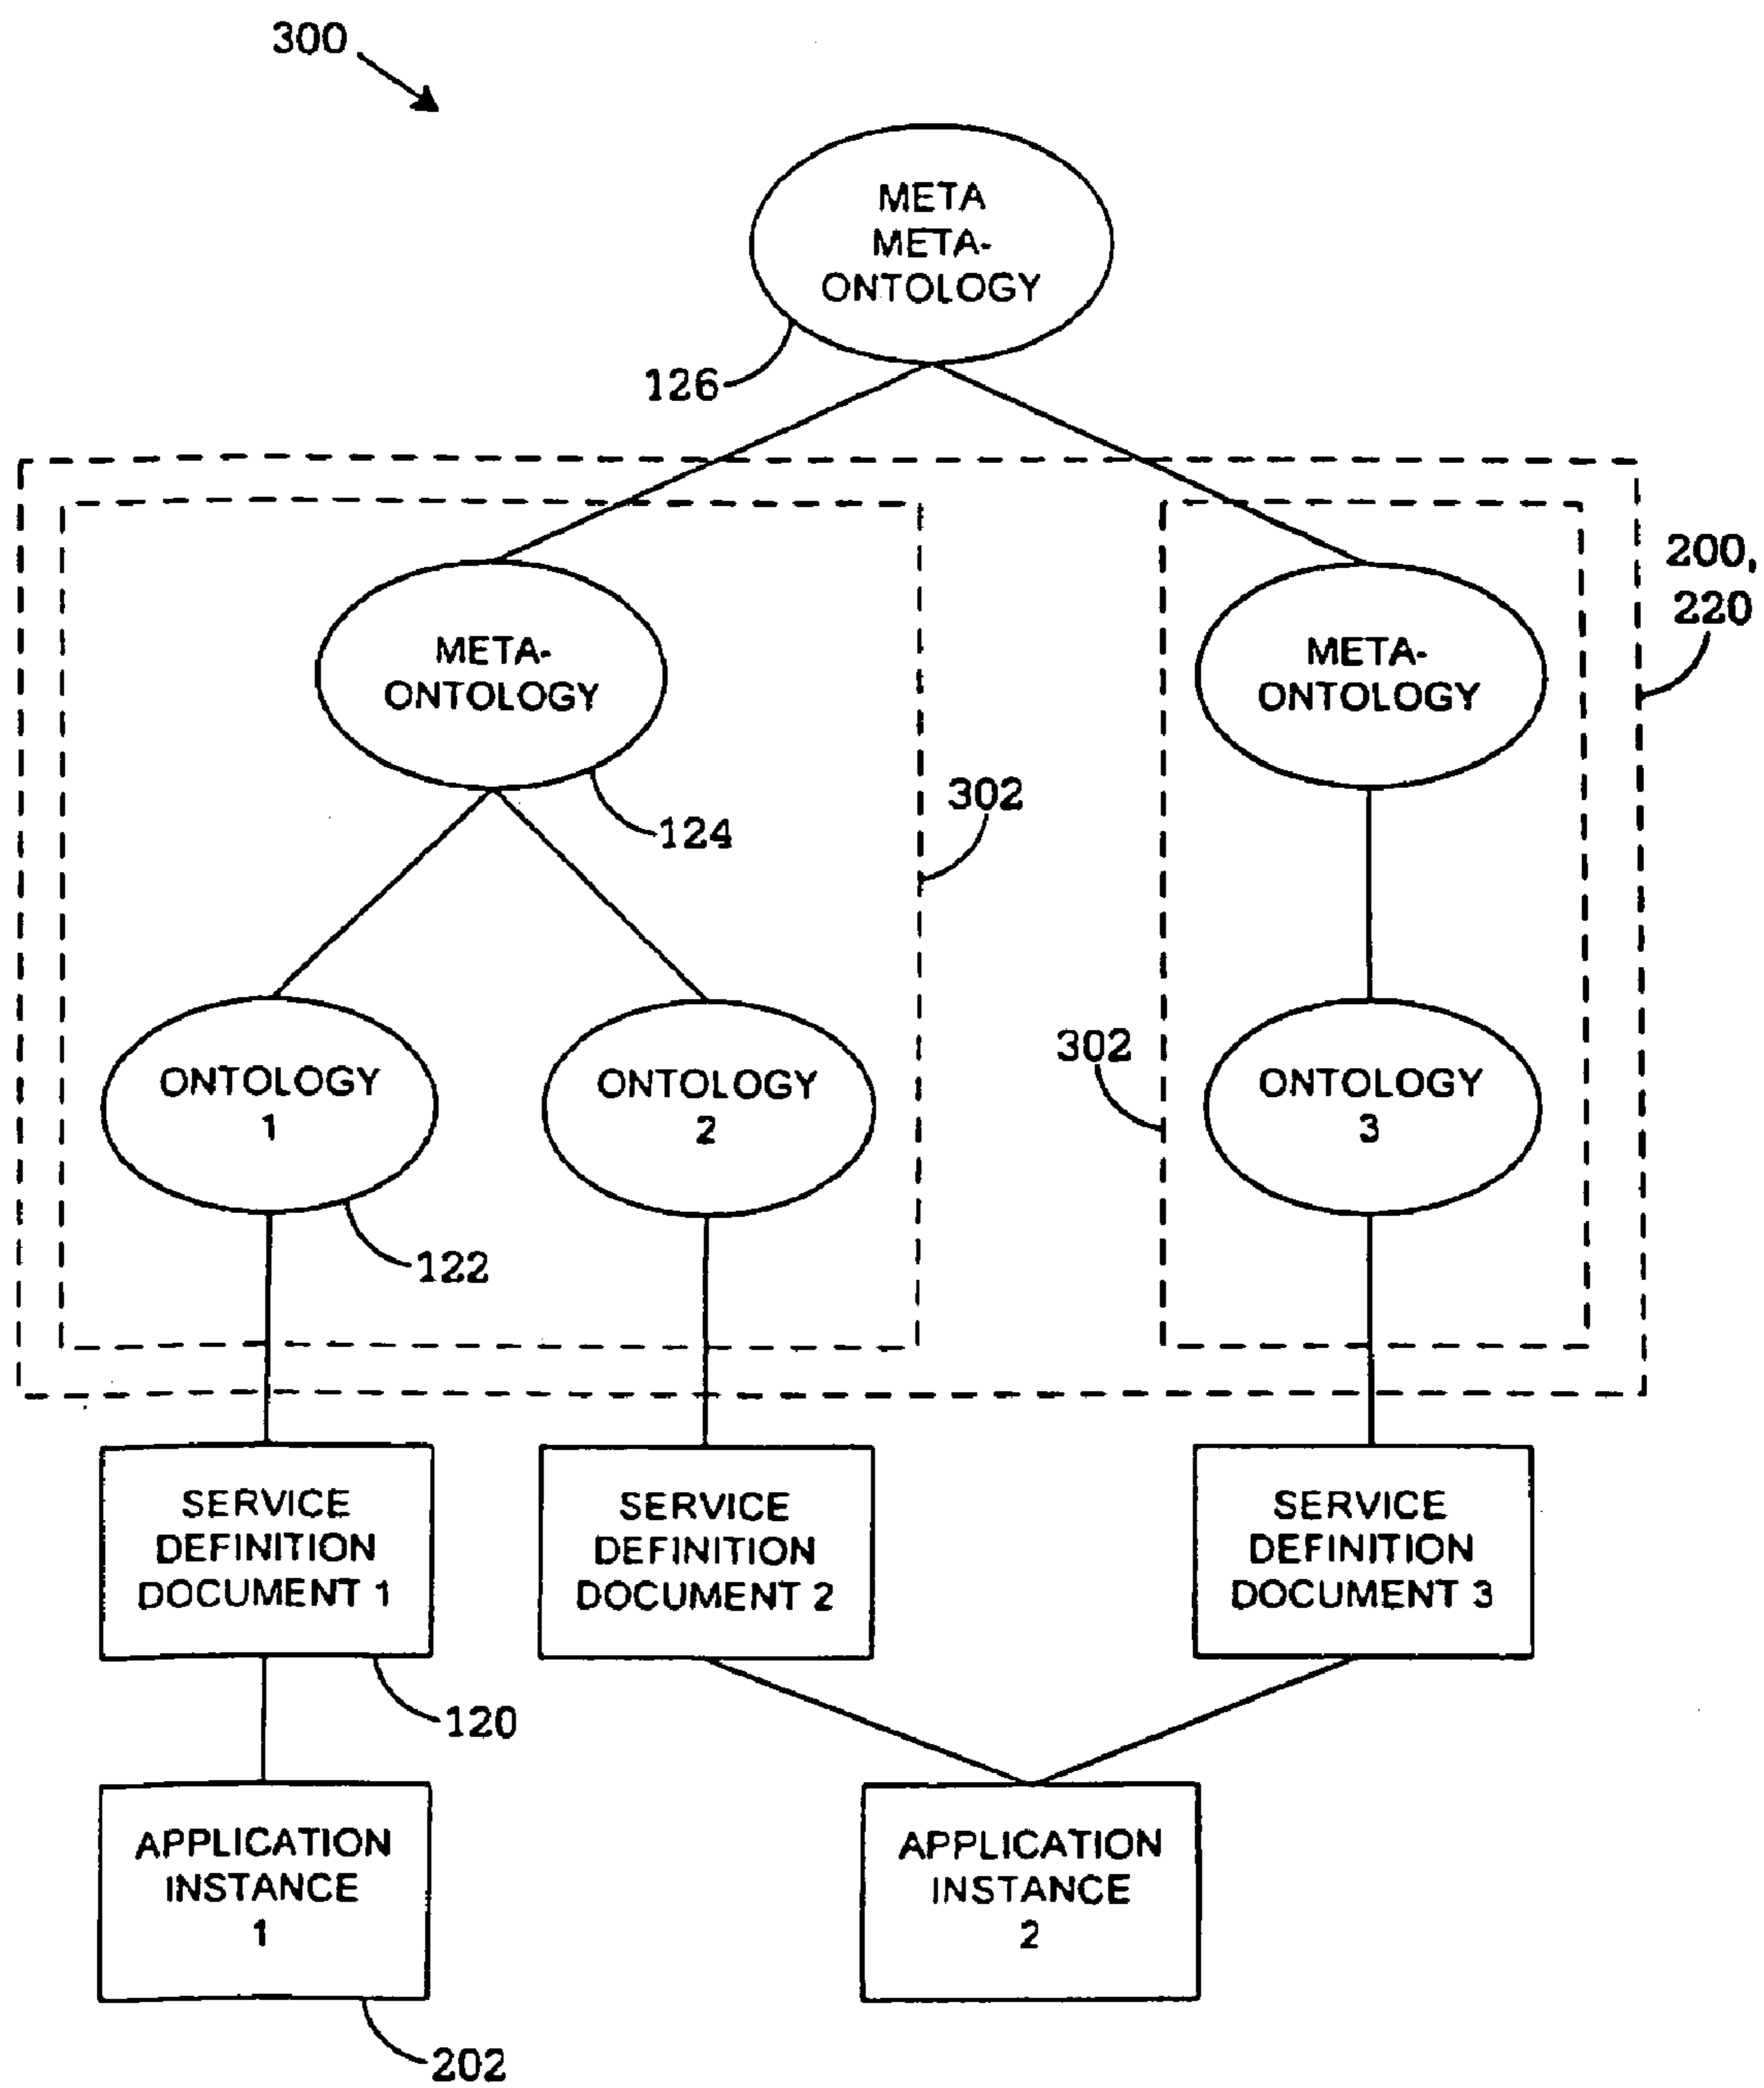 300
META
META-
ONTOLOGY
126
200,
220
META-
ONTOLOGY
META-
ONTOLOGY
302
124
302
ONTOLOGY
1
ONTOLOGY
2
ONTOLOGY
3
122
SERVICE
DEFINITION
DOCUMENT 1
SERVICE
DEFINITION
DOCUMENT 2
SERVICE
DEFINITION
DOCUMENT 3
120
APPLICATION
INSTANCE
1
APPLICATION
INSTANCE
2
202